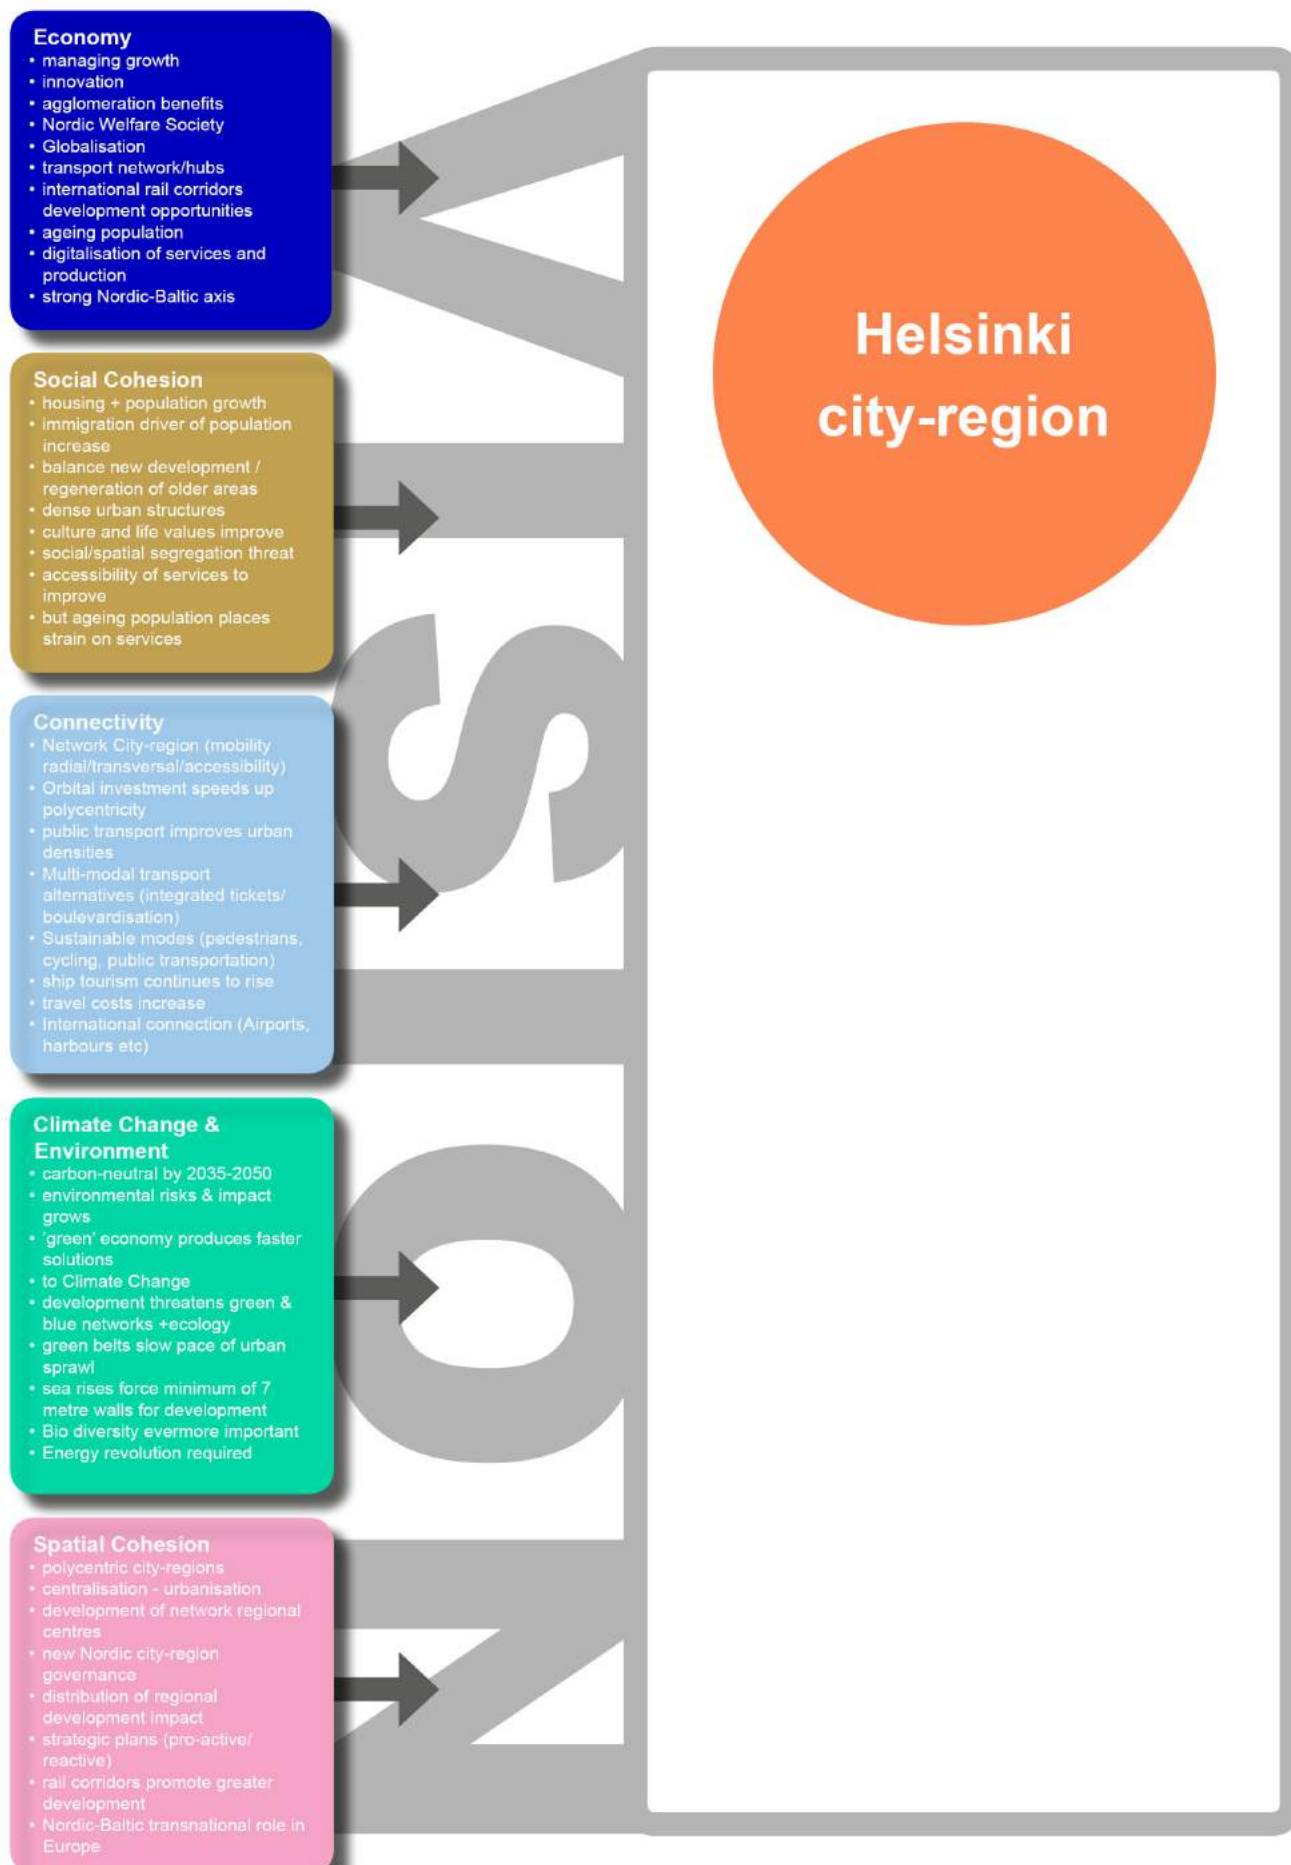 Economy
• managing growth
• innovation
• agglomeration benefits
• Nordic Welfare Society
• Globalisation
• transport network/hubs
• international rail corridors
development opportunities
• ageing population
• digitalisation of services and
production
• strong Nordic-Baltic axis
Social Cohesion
• housing + population growth
• immigration driver of population
increase
• balance new development /
regeneration of older areas
• dense urban structures
• culture and life values improve
• social/spatial segregation threat
• accessibility of services to
improve
• but ageing population places
strain on services
Connectivity
• Network City-region (mobility
radial/transversal/accessibility)
• Orbital investment speeds up
polycentricity
• public transport improves urban
densities
• Multi-modal transport
alternatives (integrated tickets/
boulevardisation)
• Sustainable modes (pedestrians,
cycling, public transportation)
• ship tourism continues to rise
• travel costs increase
• International connection (Airports,
harbours etc)
Climate Change &
Environment
• carbon-neutral by 2035-2050
• environmental risks & impact
grows
• 'green' economy produces faster
solutions
• to Climate Change
• development threatens green &
blue networks +ecology
• green belts slow pace of urban
sprawl
• sea rises force minimum of 7
metre walls for development
• Bio diversity evermore important
• Energy revolution required
Spatial Cohesion
• polycentric city-regions
• centralisation - urbanisation
• development of network regional
centres
• new Nordic city-region
governance
• distribution of regional
development impact
• strategic plans (pro-active/
reactive)
• rail corridors promote greater
development
• Nordic-Baltic transnational role in
Europe
VISION
Helsinki
city-region